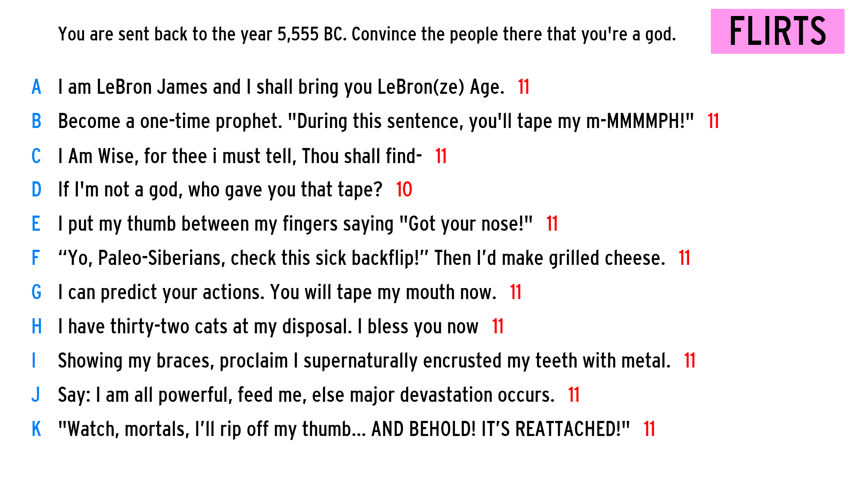 You are sent back to the year 5,555 BC. Convince the people there that you're a god.
FLIRTS
A I am LeBron James and I shall bring you LeBron(ze) Age. 11
B Become a one-time prophet. "During this sentence, you'll tape my m-MMMMPH!" 11
C I Am Wise, for thee i must tell, Thou shall find- 11
D If I'm not a god, who gave you that tape? 10
E I put my thumb between my fingers saying "Got your nose!" 11
F “Yo, Paleo-Siberians, check this sick backflip!” Then I’d make grilled cheese. 11
G I can predict your actions. You will tape my mouth now. 11
H I have thirty-two cats at my disposal. I bless you now 11
I Showing my braces, proclaim I supernaturally encrusted my teeth with metal. 11
J Say: I am all powerful, feed me, else major devastation occurs. 11
K "Watch, mortals, I’ll rip off my thumb... AND BEHOLD! IT’S REATTACHED!" 11